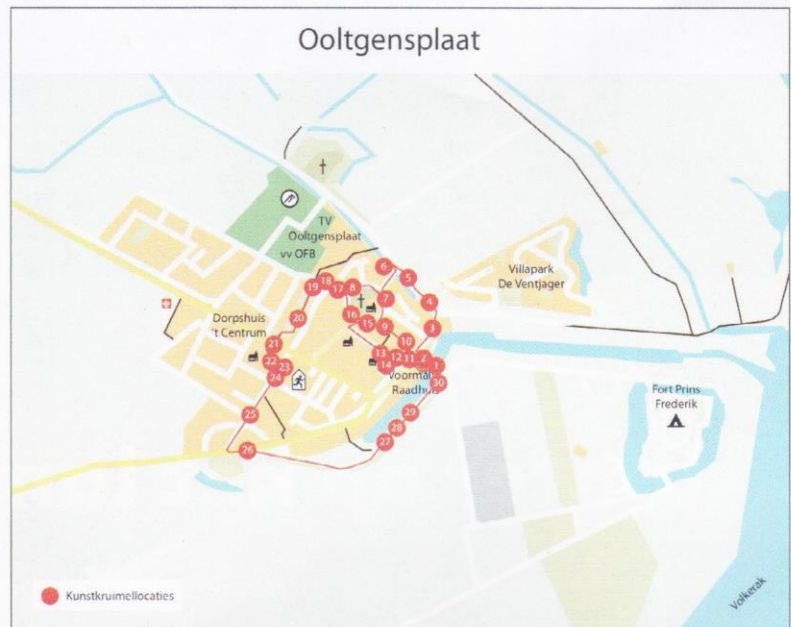 Ooltgensplaat
TV
Ooltgensplaat
vv OFB
Villapark
De Ventjager
Dorpshuis
't Centrum
Voormalig
Raadhuis
Fort Prins
Frederik
Volkerak
1
2
3
4
5
6
7
8
9
10
11
12
13
14
15
16
17
18
19
20
21
22
23
24
25
26
27
28
29
30
Kunstkruimellocaties